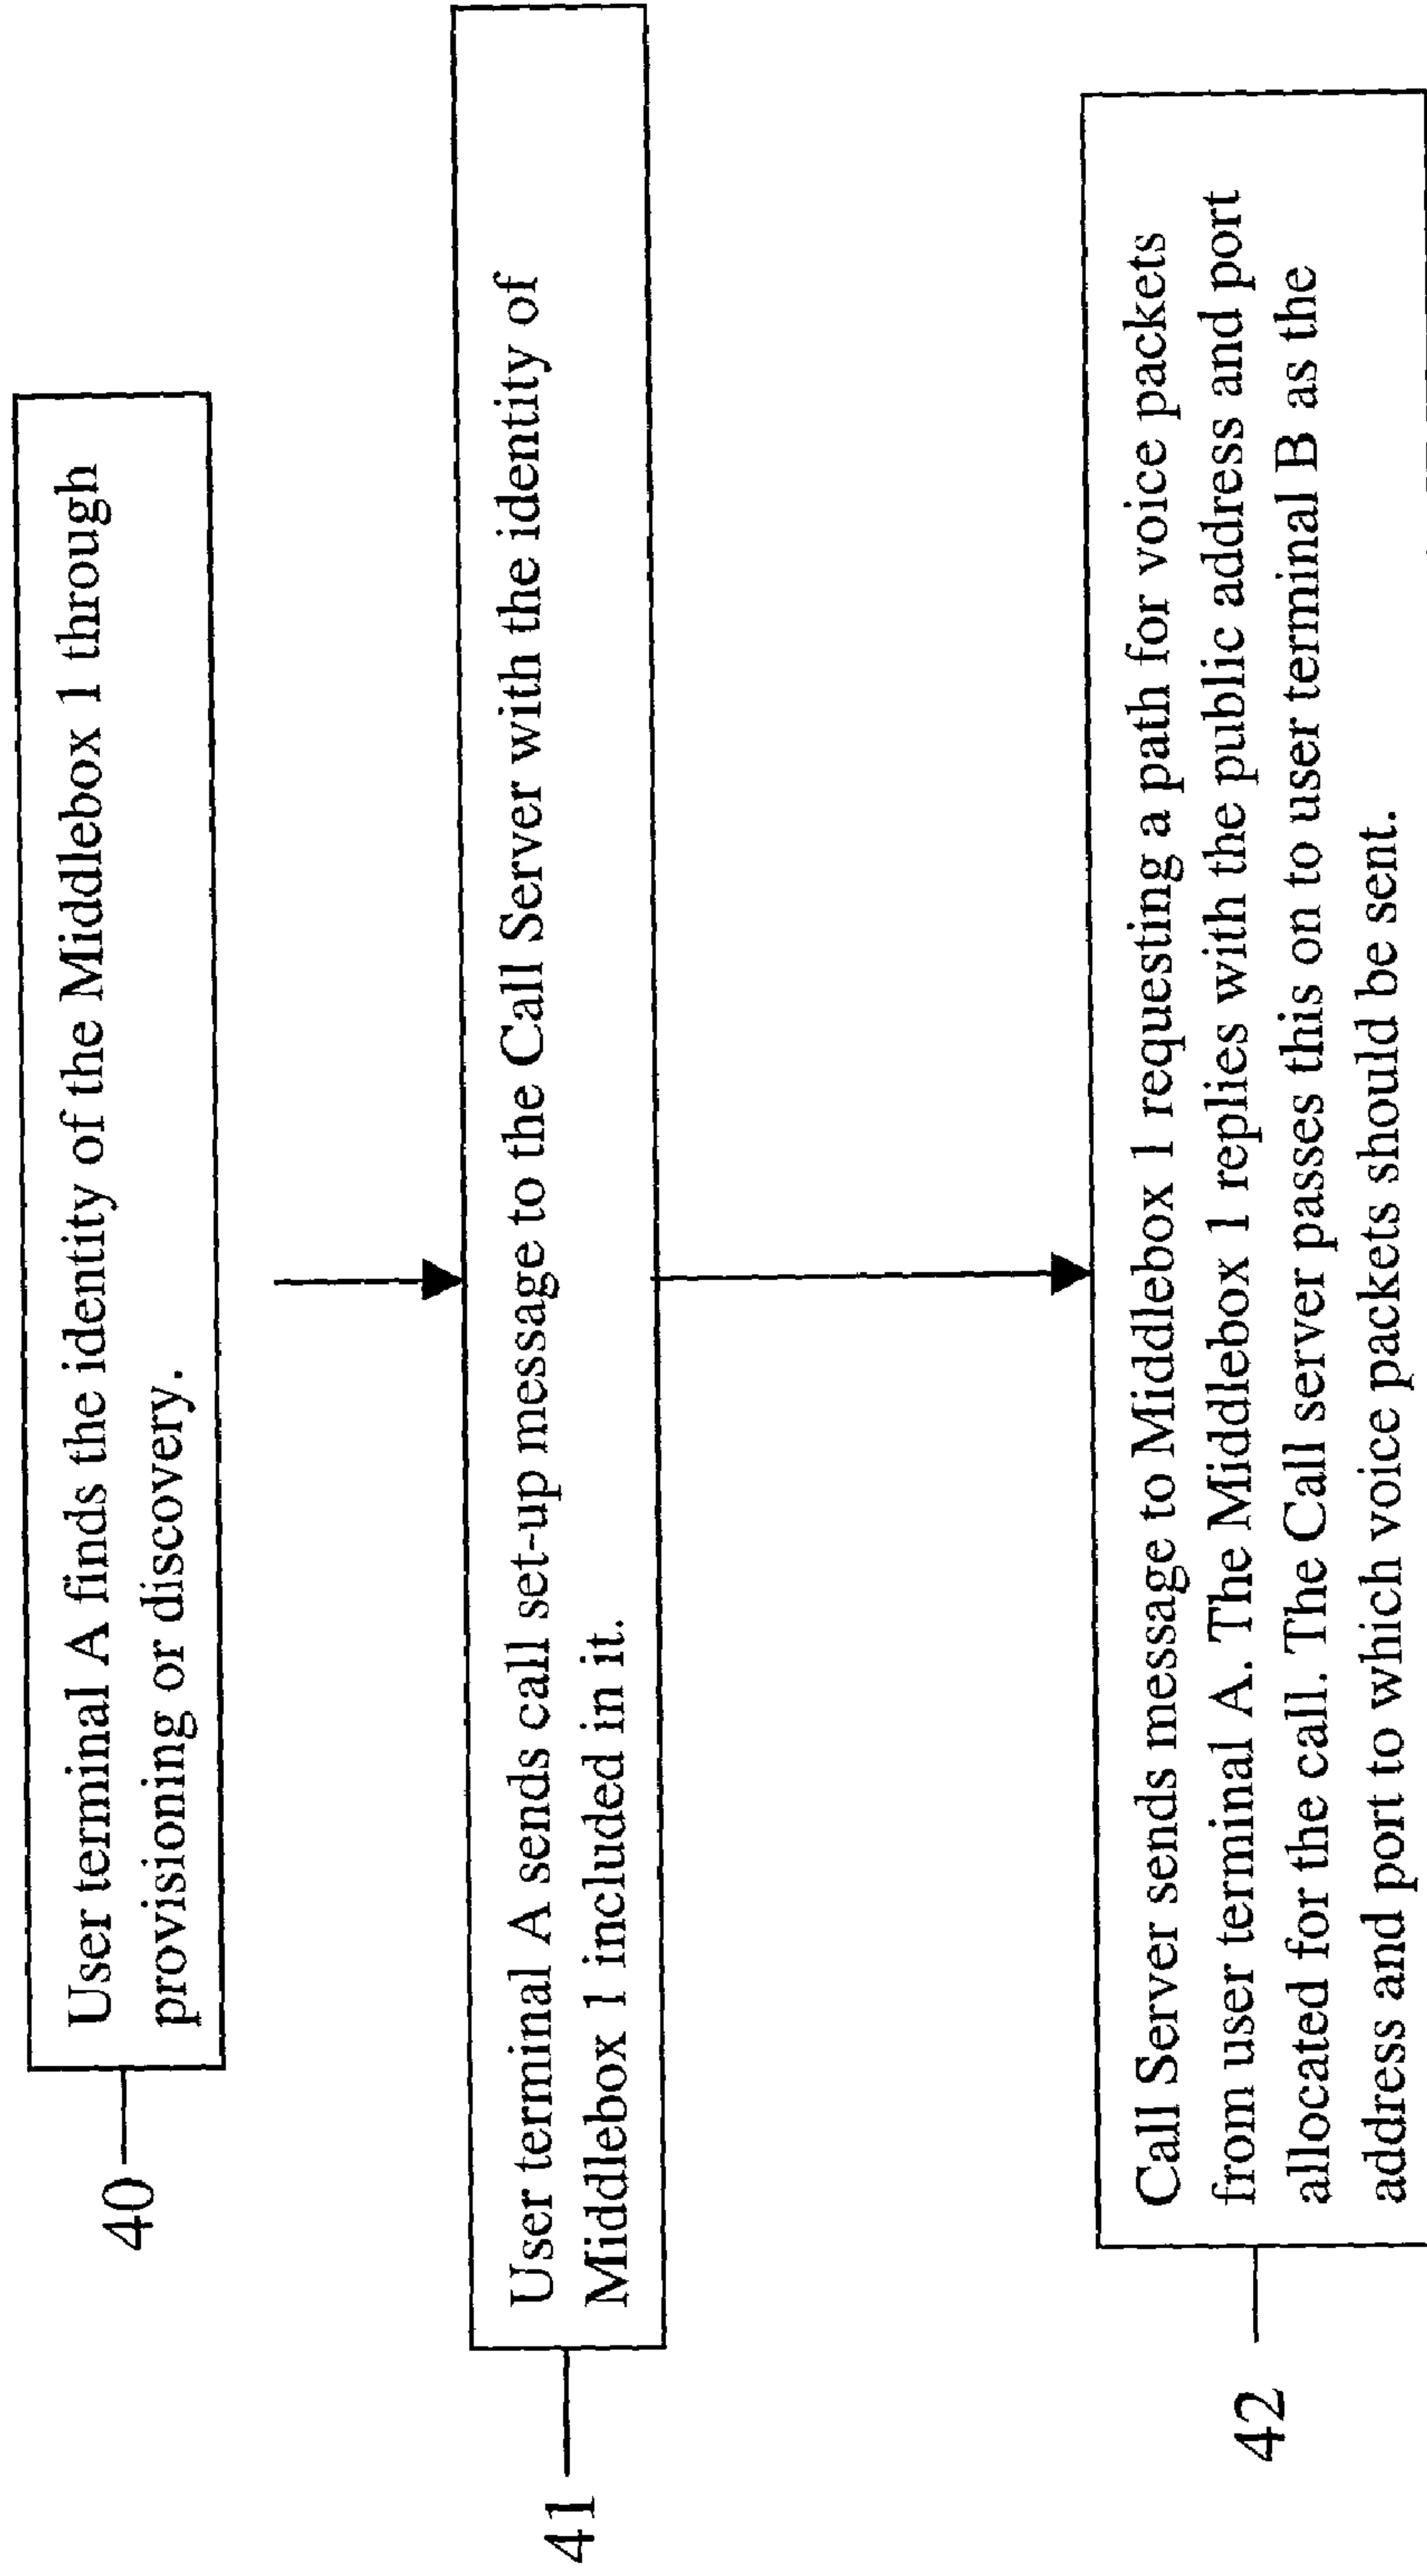 User terminal A finds the identity of the Middlebox 1 through
provisioning or discovery.
40
User terminal A sends call set-up message to the Call Server with the identity of
Middlebox 1 included in it.
41
Call Server sends message to Middlebox 1 requesting a path for voice packets
from user terminal A. The Middlebox 1 replies with the public address and port
allocated for the call. The Call server passes this on to user terminal B as the
address and port to which voice packets should be sent.
42